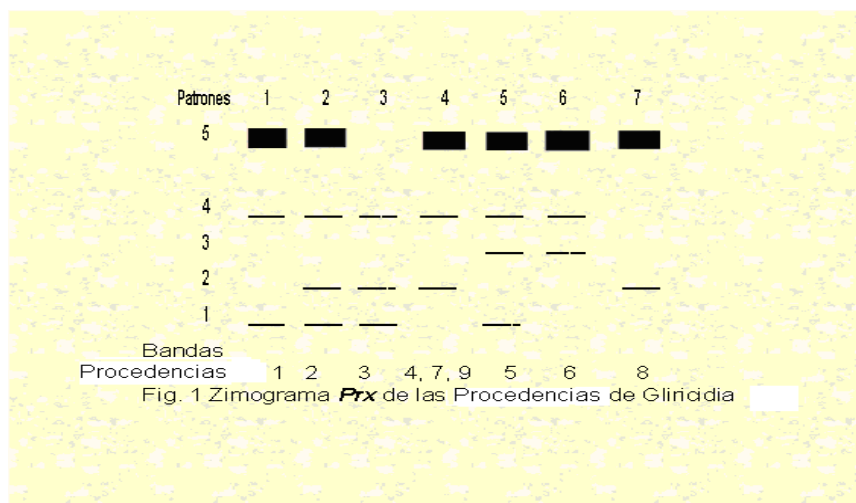 Patrones 1 2 3 4 5 6 7
5
4
3
2
1
Bandas
Procedencias 1 2 3 4, 7, 9 5 6 8
Fig. 1 Zimograma Prx de las Procedencias de Gliricidia